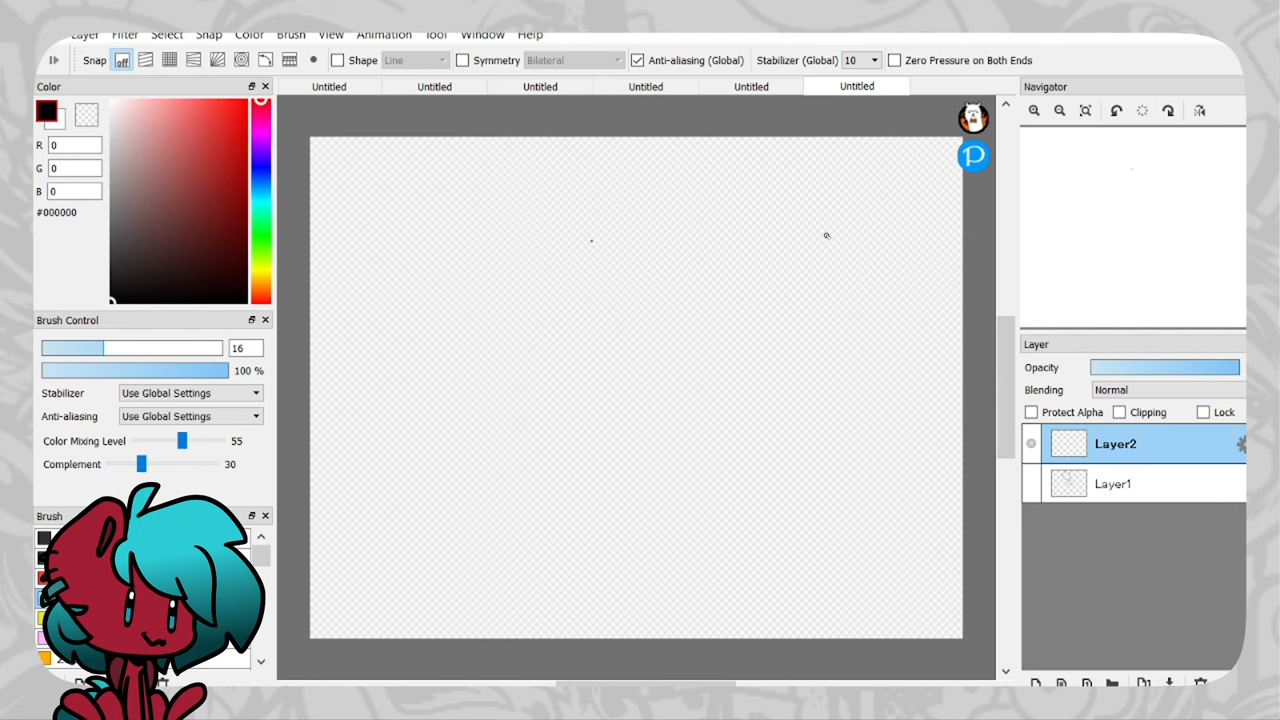 Layer Filter Select Snap Color Brush View Animation Tool Window Help
Snap off Shape Line Symmetry Bilateral Anti-aliasing (Global) Stabilizer (Global) 10 Zero Pressure on Both Ends
Color
Untitled Untitled Untitled Untitled Untitled Untitled
Navigator
R 0
G 0
B 0
#000000
Brush Control
16
100 %
Stabilizer Use Global Settings
Anti-aliasing Use Global Settings
Color Mixing Level 55
Complement 30
Brush
Layer
Opacity
Blending Normal
Protect Alpha Clipping Lock
Layer2
Layer1